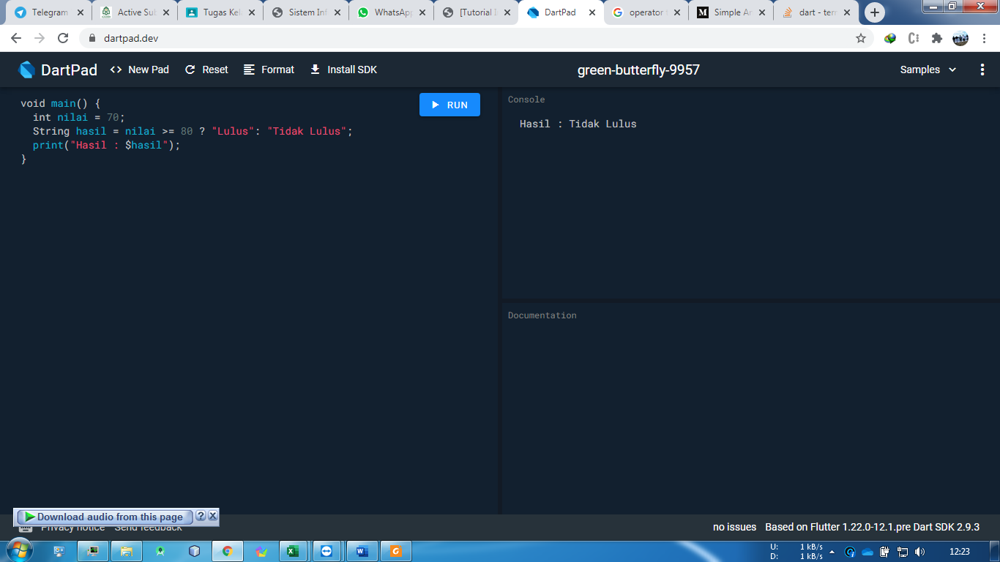 Telegram
Active Sul
Tugas Kel
Sistem Inf
WhatsApp
[Tutorial
DartPad
operator
Simple Ar
dart - ter
dartpad.dev
DartPad
New Pad
Reset
Format
Install SDK
green-butterfly-9957
Samples
void main() {
int nilai = 70;
String hasil = nilai >= 80 ? "Lulus": "Tidak Lulus";
print("Hasil : $hasil");
}
RUN
Console
Hasil : Tidak Lulus
Documentation
Download audio from this page
Privacy notice
Send feedback
no issues
Based on Flutter 1.22.0-12.1.pre Dart SDK 2.9.3
U: 1 kB/s
D: 1 kB/s
12:23